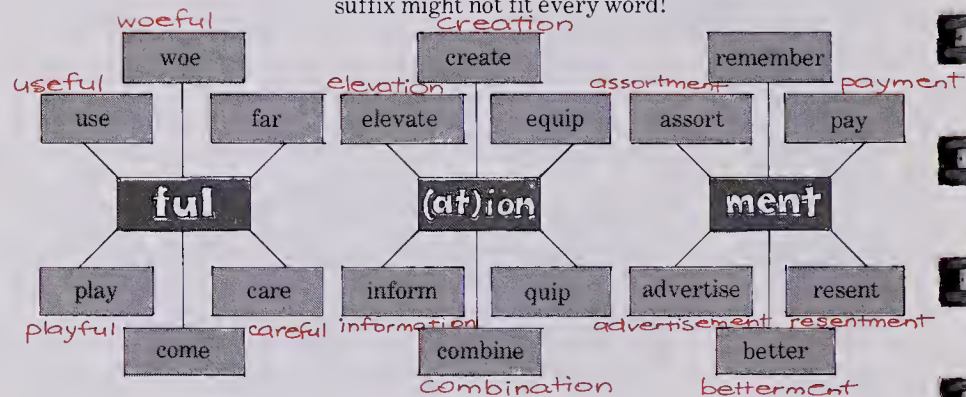 suffix might not fit every word!
woeful creation
woe create remember
useful elevation assortment payment
use far elevate equip assort pay
ful (at)ion ment
play care inform quip advertise resent
playful careful information advertisement resentment
come combine better
combination betterment